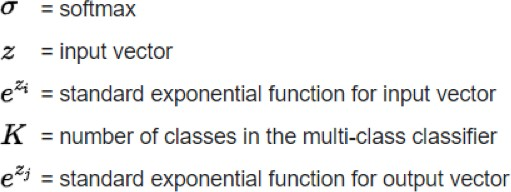 σ = softmax
z = input vector
e^{z_i} = standard exponential function for input vector
K = number of classes in the multi-class classifier
e^{z_j} = standard exponential function for output vector